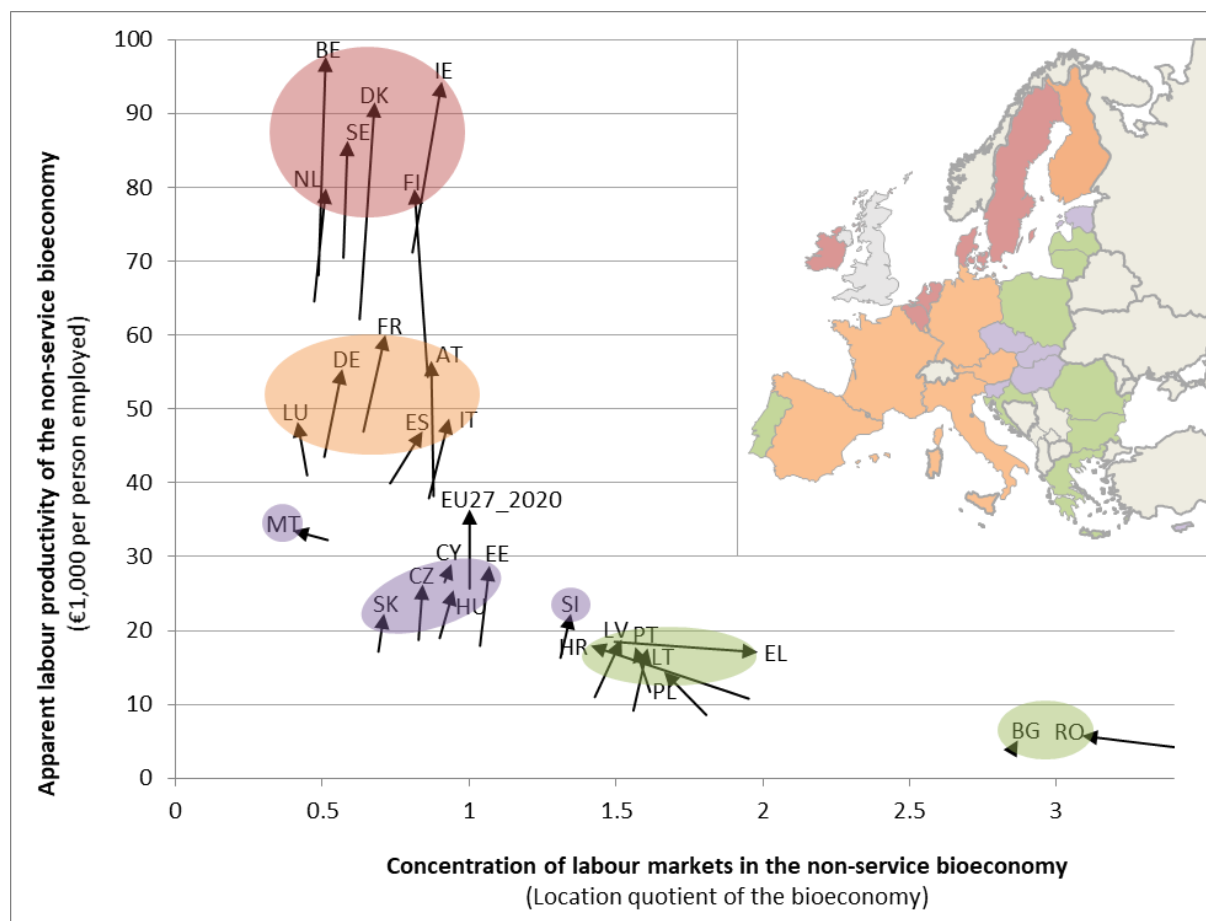 Apparent labour productivity of the non-service bioeconomy
(€1,000 per person employed)
100
90
80
70
60
50
40
30
20
10
0
BE
IE
DK
SE
NL
FI
FR
DE
AT
LU
ES
IT
EU27_2020
MT
CY
EE
CZ
SK
HU
SI
LV
PT
HR
LT
EL
PL
BG
RO
0
0.5
1
1.5
2
2.5
3
Concentration of labour markets in the non-service bioeconomy
(Location quotient of the bioeconomy)